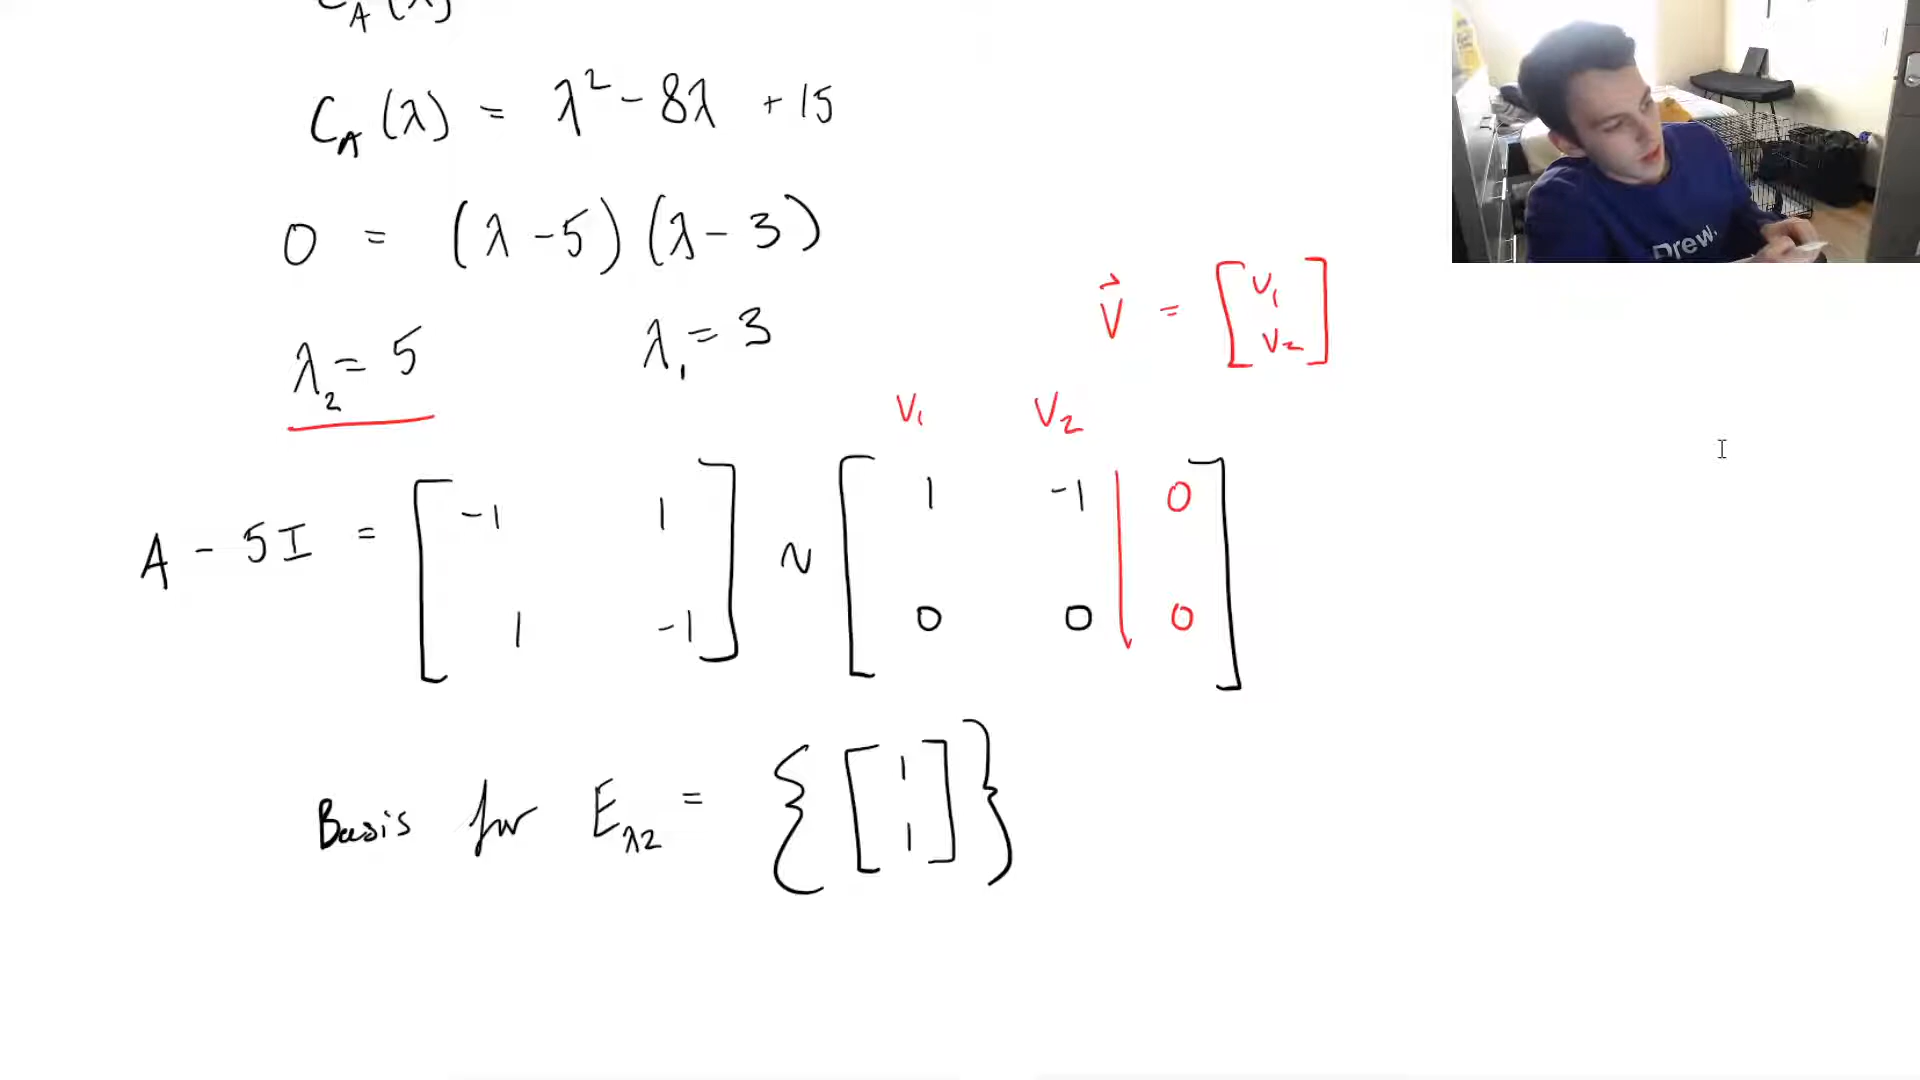 C_A (λ)
C_A (λ) = λ² - 8λ + 15
0 = (λ - 5) (λ - 3)
λ₂ = 5 λ₁ = 3
v⃗ = [ v₁ v₂ ]
v₁ v₂
A - 5I = [ -1 1 ; 1 -1 ] ~ [ 1 -1 | 0 ; 0 0 | 0 ]
Basis for E_λ2 = { [ 1 1 ] }
Drew.